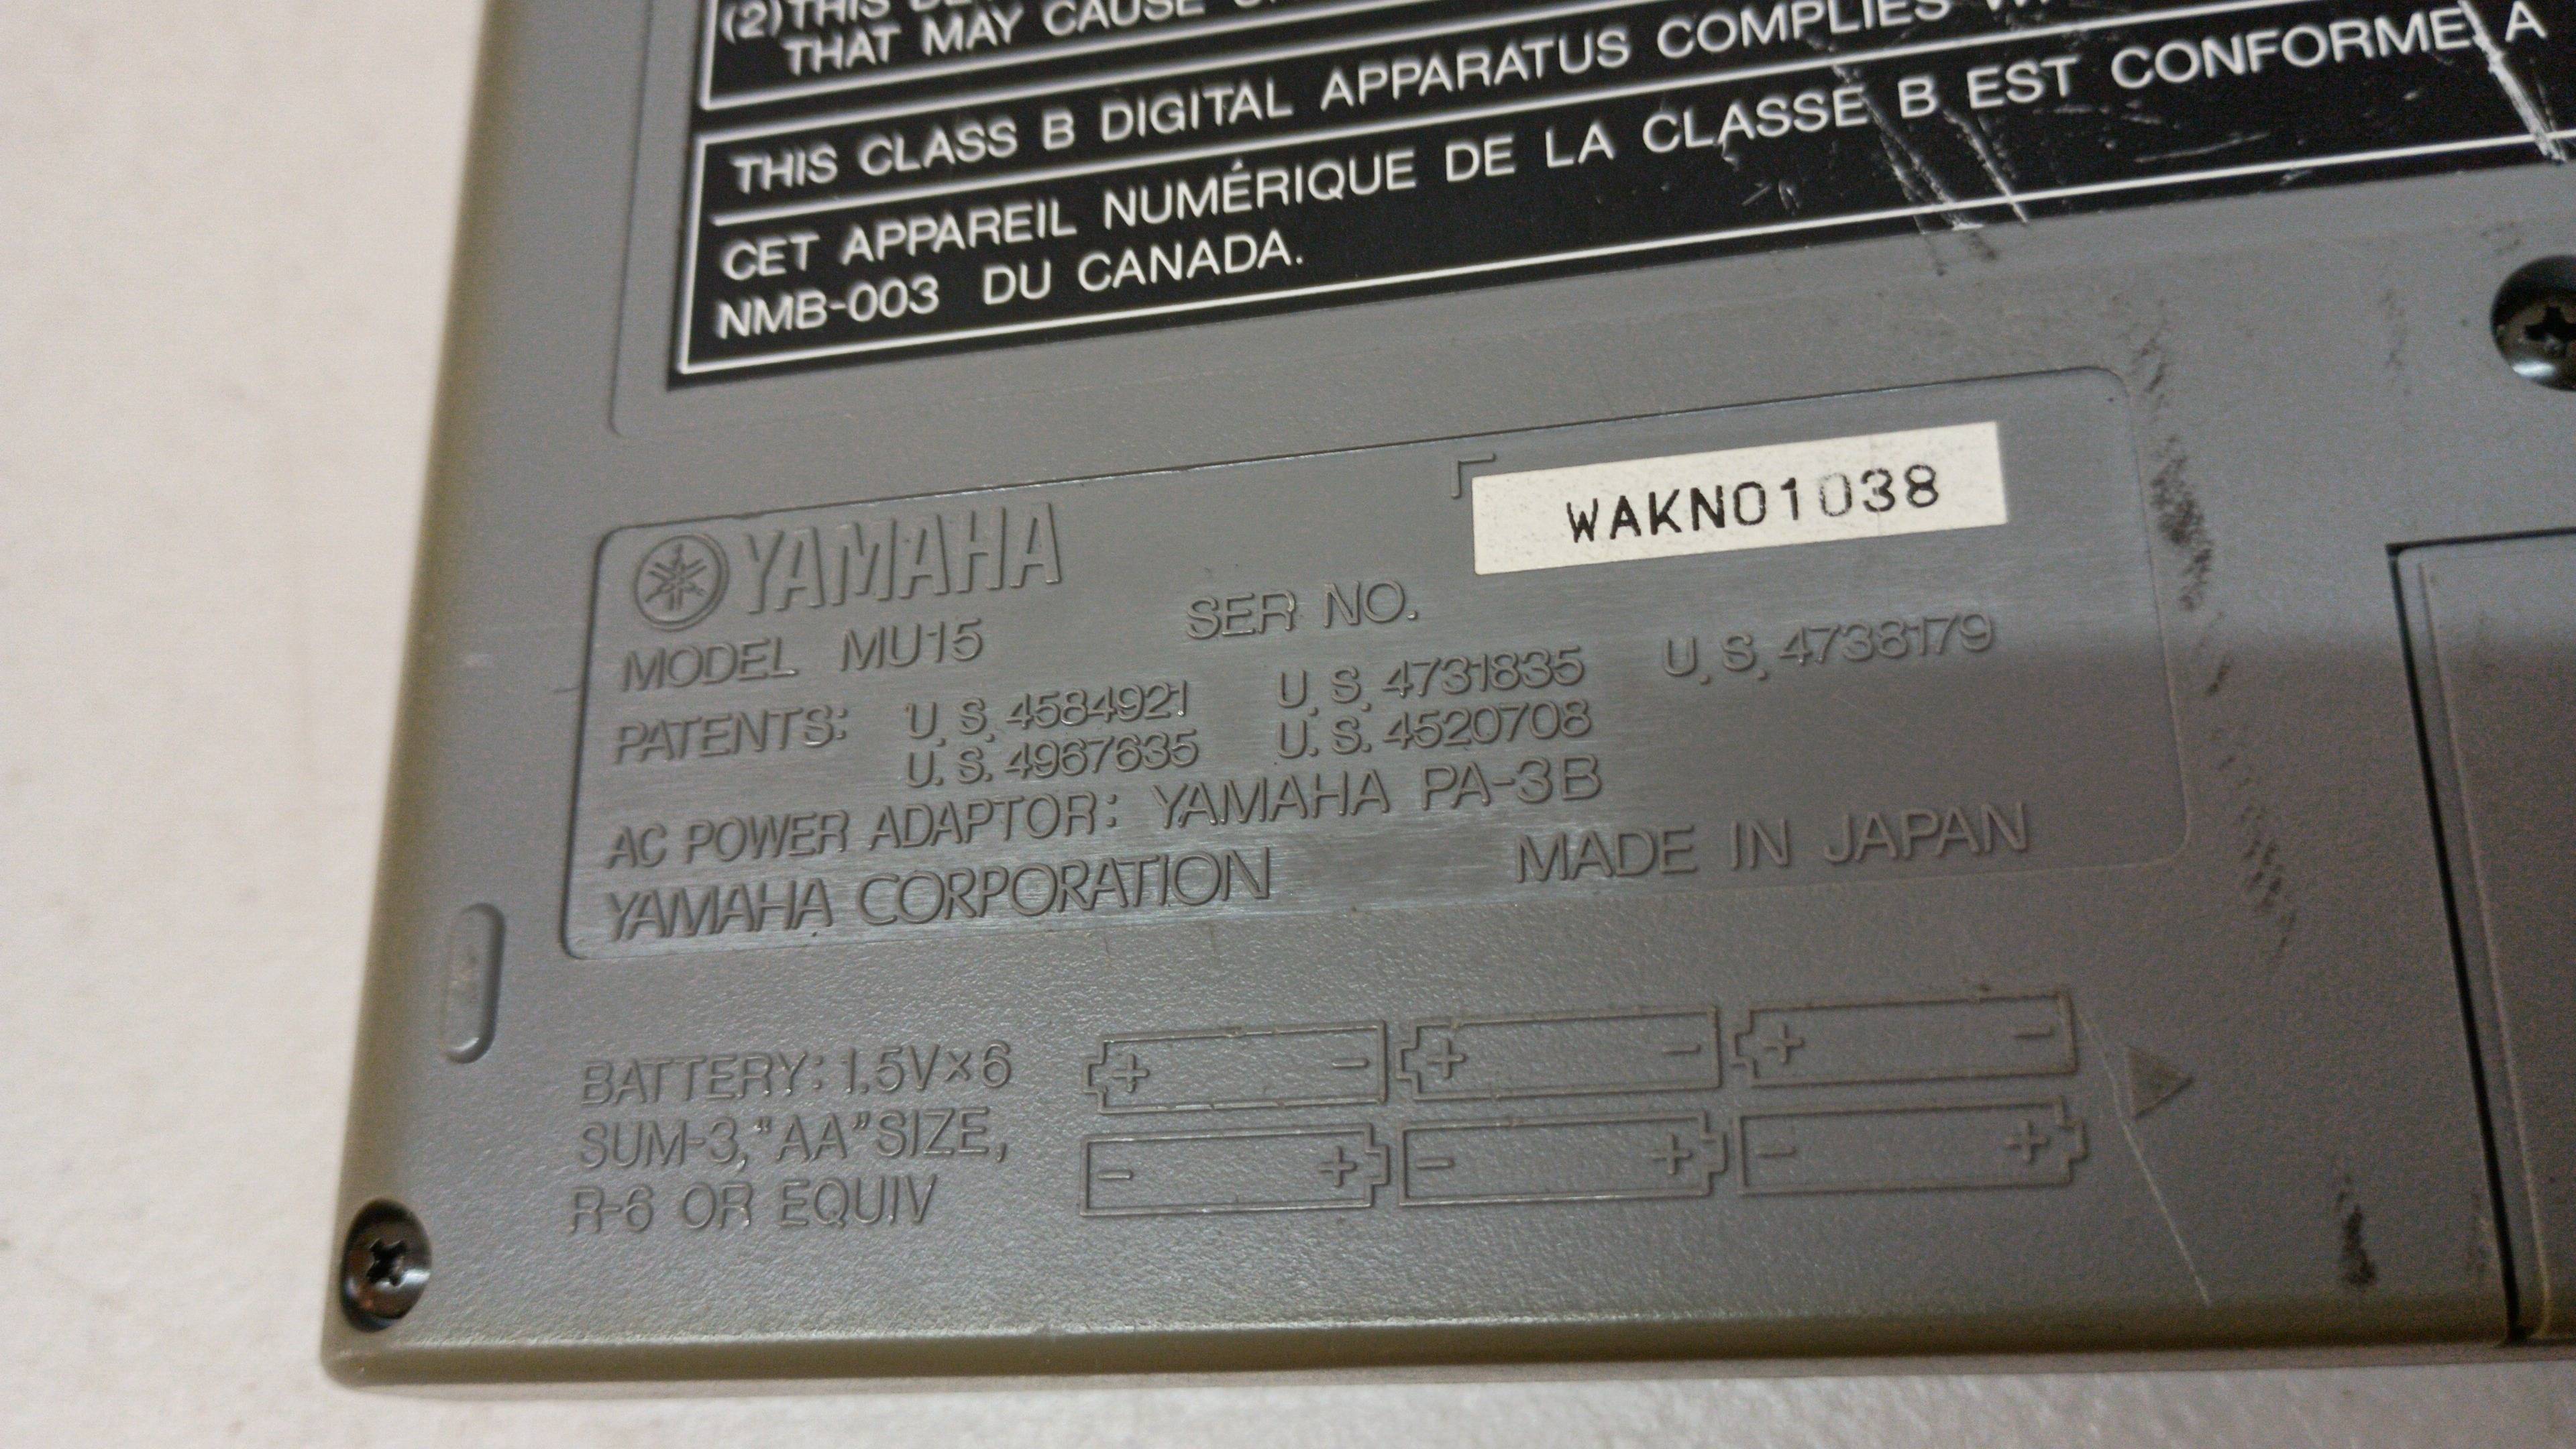 (2) THIS
THAT MAY CAUSE
THIS CLASS B DIGITAL APPARATUS COMPLIES
CET APPAREIL NUMÉRIQUE DE LA CLASSE B EST CONFORME A
NMB-003 DU CANADA.
WAKN01038
YAMAHA
MODEL MU15 SER NO.
PATENTS: U.S. 4584921 U.S. 4731835 U.S. 4738179
U.S. 4967635 U.S. 4520708
AC POWER ADAPTOR: YAMAHA PA-3B
YAMAHA CORPORATION MADE IN JAPAN
BATTERY: 1.5V×6
SUM-3, "AA" SIZE,
R-6 OR EQUIV
+ - + - + -
- + - + - +